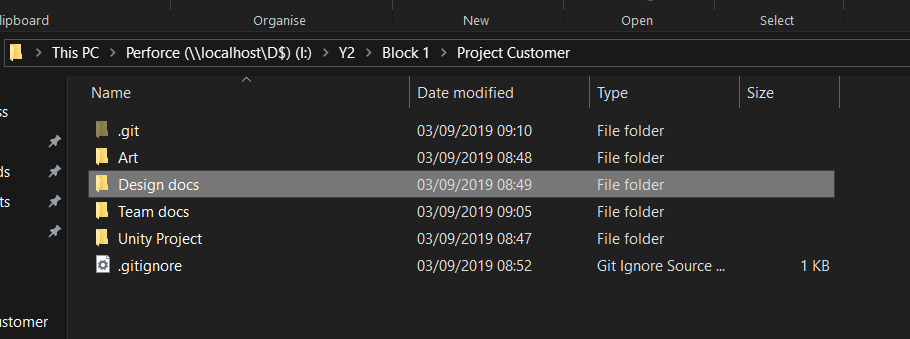 lipboard Organise New Open Select
This PC > Perforce (\\localhost\D$) (I:) > Y2 > Block 1 > Project Customer
Name Date modified Type Size
.git 03/09/2019 09:10 File folder
Art 03/09/2019 08:48 File folder
Design docs 03/09/2019 08:49 File folder
Team docs 03/09/2019 09:05 File folder
Unity Project 03/09/2019 08:47 File folder
.gitignore 03/09/2019 08:52 Git Ignore Source ... 1 KB
ss
ds
ts
ustomer